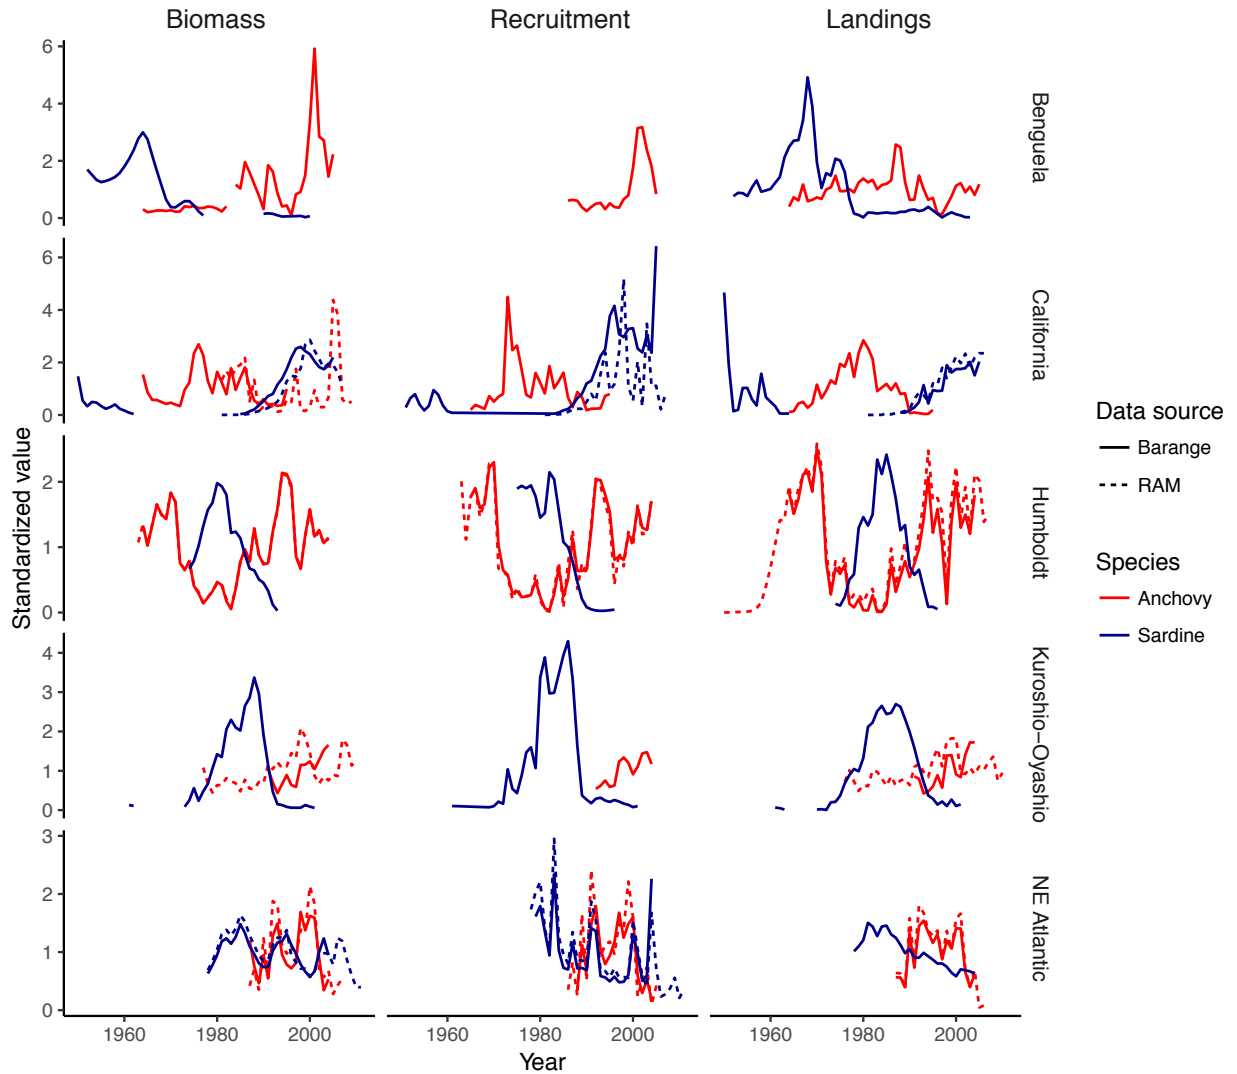 Biomass Recruitment Landings
6
4
2
0
Benguela
6
4
2
0
California
2
1
0
Humboldt
4
3
2
1
0
Kuroshio−Oyashio
3
2
1
0
NE Atlantic
Standardized value
1960 1980 2000 1960 1980 2000 1960 1980 2000
Year
Data source
Barange
RAM
Species
Anchovy
Sardine